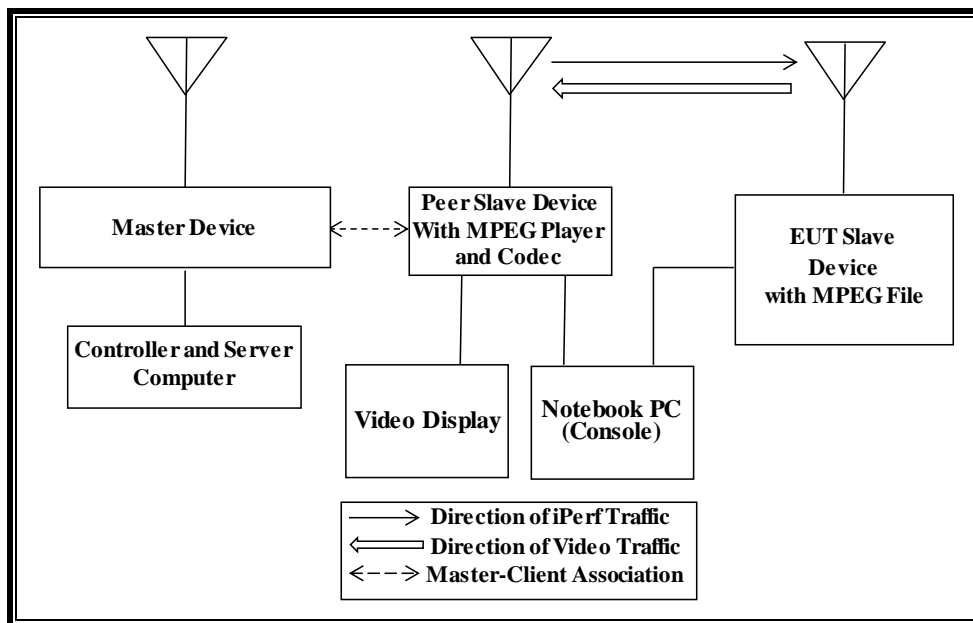 Master Device
Peer Slave Device
With MPEG Player
and Codec
EUT Slave
Device
with MPEG File
Controller and Server
Computer
Video Display
Notebook PC
(Console)
Direction of iPerf Traffic
Direction of Video Traffic
Master-Client Association